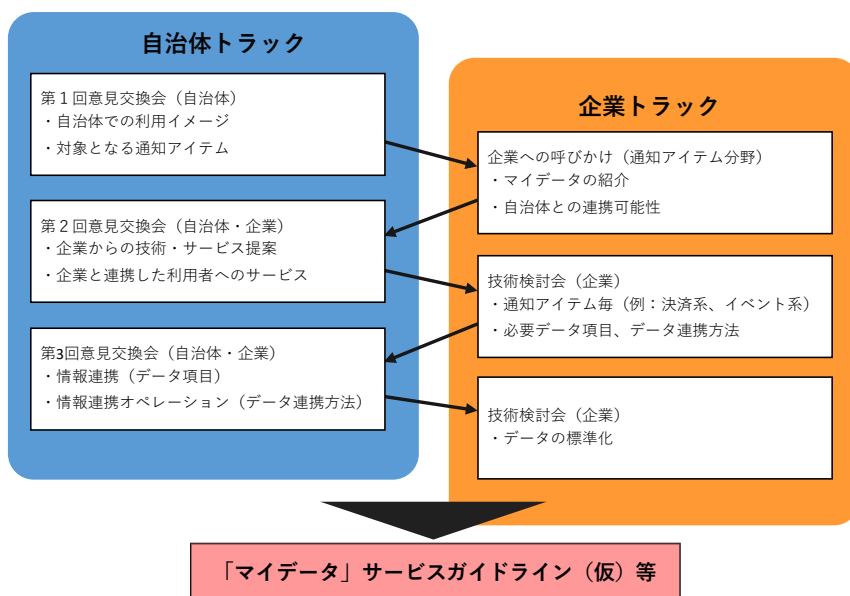 自治体トラック
第１回意見交換会（自治体）
・自治体での利用イメージ
・対象となる通知アイテム
第２回意見交換会（自治体・企業）
・企業からの技術・サービス提案
・企業と連携した利用者へのサービス
第3回意見交換会（自治体・企業）
・情報連携（データ項目）
・情報連携オペレーション（データ連携方法）
企業トラック
企業への呼びかけ（通知アイテム分野）
・マイデータの紹介
・自治体との連携可能性
技術検討会（企業）
・通知アイテム毎（例：決済系、イベント系）
・必要データ項目、データ連携方法
技術検討会（企業）
・データの標準化
「マイデータ」サービスガイドライン（仮）等